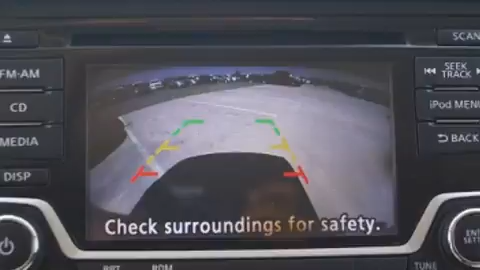 SCAN
FM-AM
SEEK
TRACK
CD
iPod MENU
MEDIA
BACK
DISP
Check surroundings for safety.
TUNE